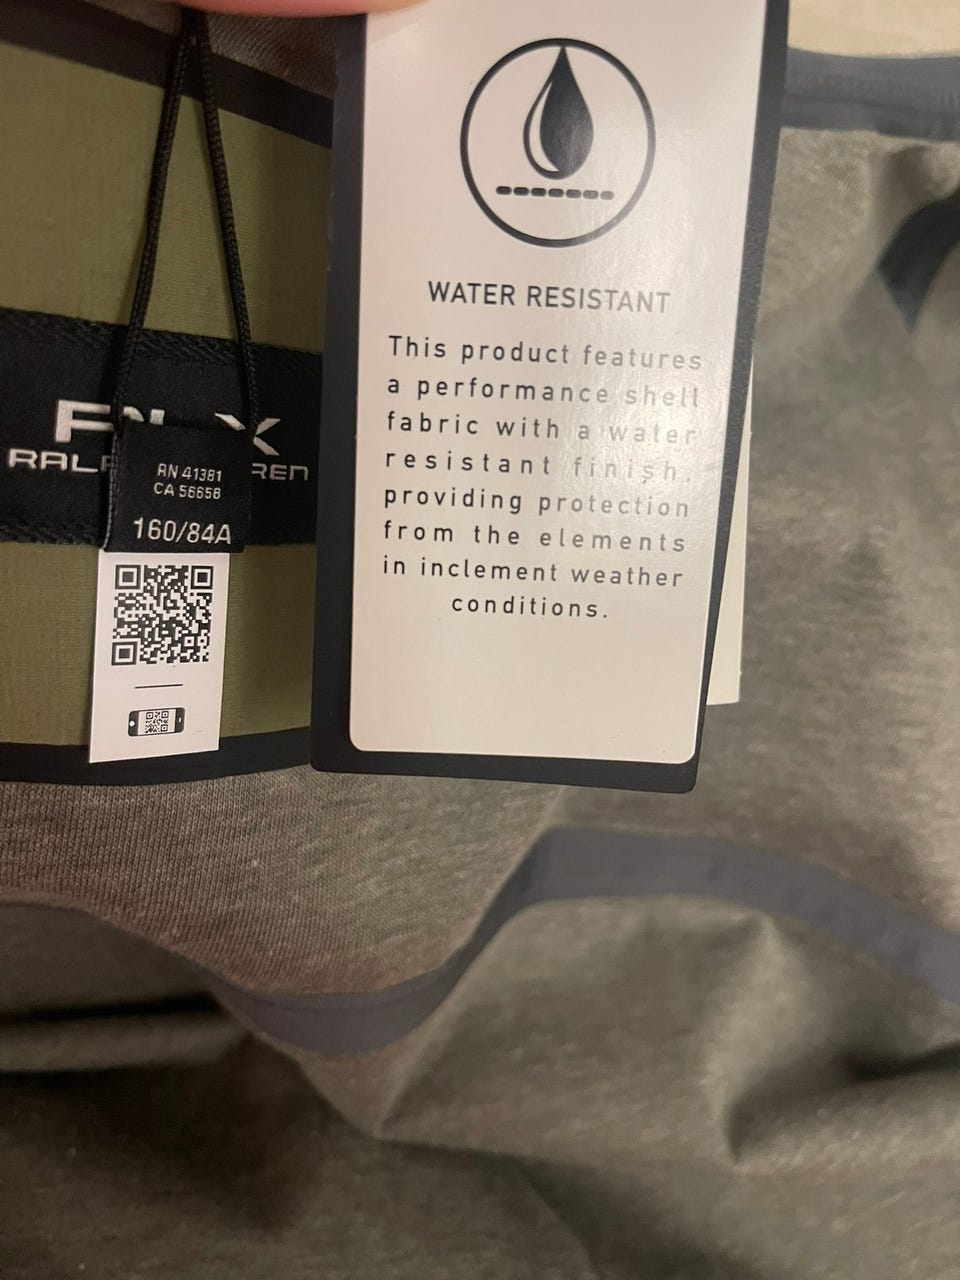 WATER RESISTANT
This product features
a performance shell
fabric with a water
resistant finish,
providing protection
from the elements
in inclement weather
conditions.
RN 41381
CA 56658
160/84A